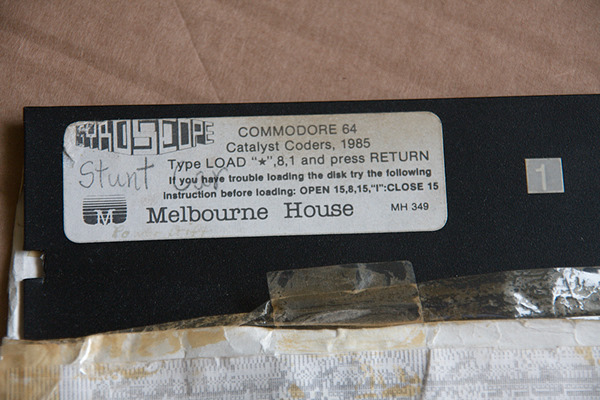 GYROSCOPE
COMMODORE 64
Catalyst Coders, 1985
Type LOAD "★",8,1 and press RETURN
Stunt car
If you have trouble loading the disk try the following
instruction before loading: OPEN 15,8,15,"I":CLOSE 15
M Melbourne House
MH 349
1